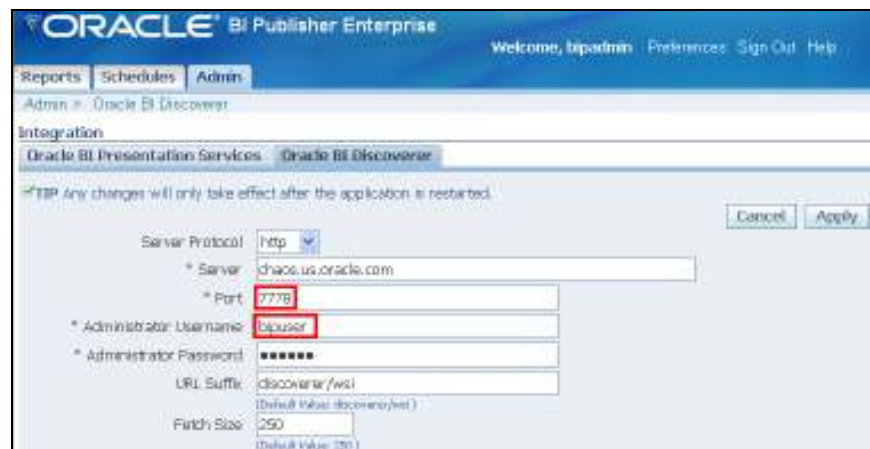 ORACLE BI Publisher Enterprise
Welcome, bipadmin Preferences Sign Out Help
Reports Schedules Admin
Admin > Oracle BI Discoverer
Integration
Oracle BI Presentation Services Oracle BI Discoverer
TIP Any changes will only take effect after the application is restarted.
Cancel Apply
Server Protocol http
* Server chaos.us.oracle.com
* Port 7778
* Administrator Username bipuser
* Administrator Password ●●●●●●
URL Suffix discoverer/wsi
(Default Value: discoverer/wsi )
Fetch Size 250
(Default Value: 250 )